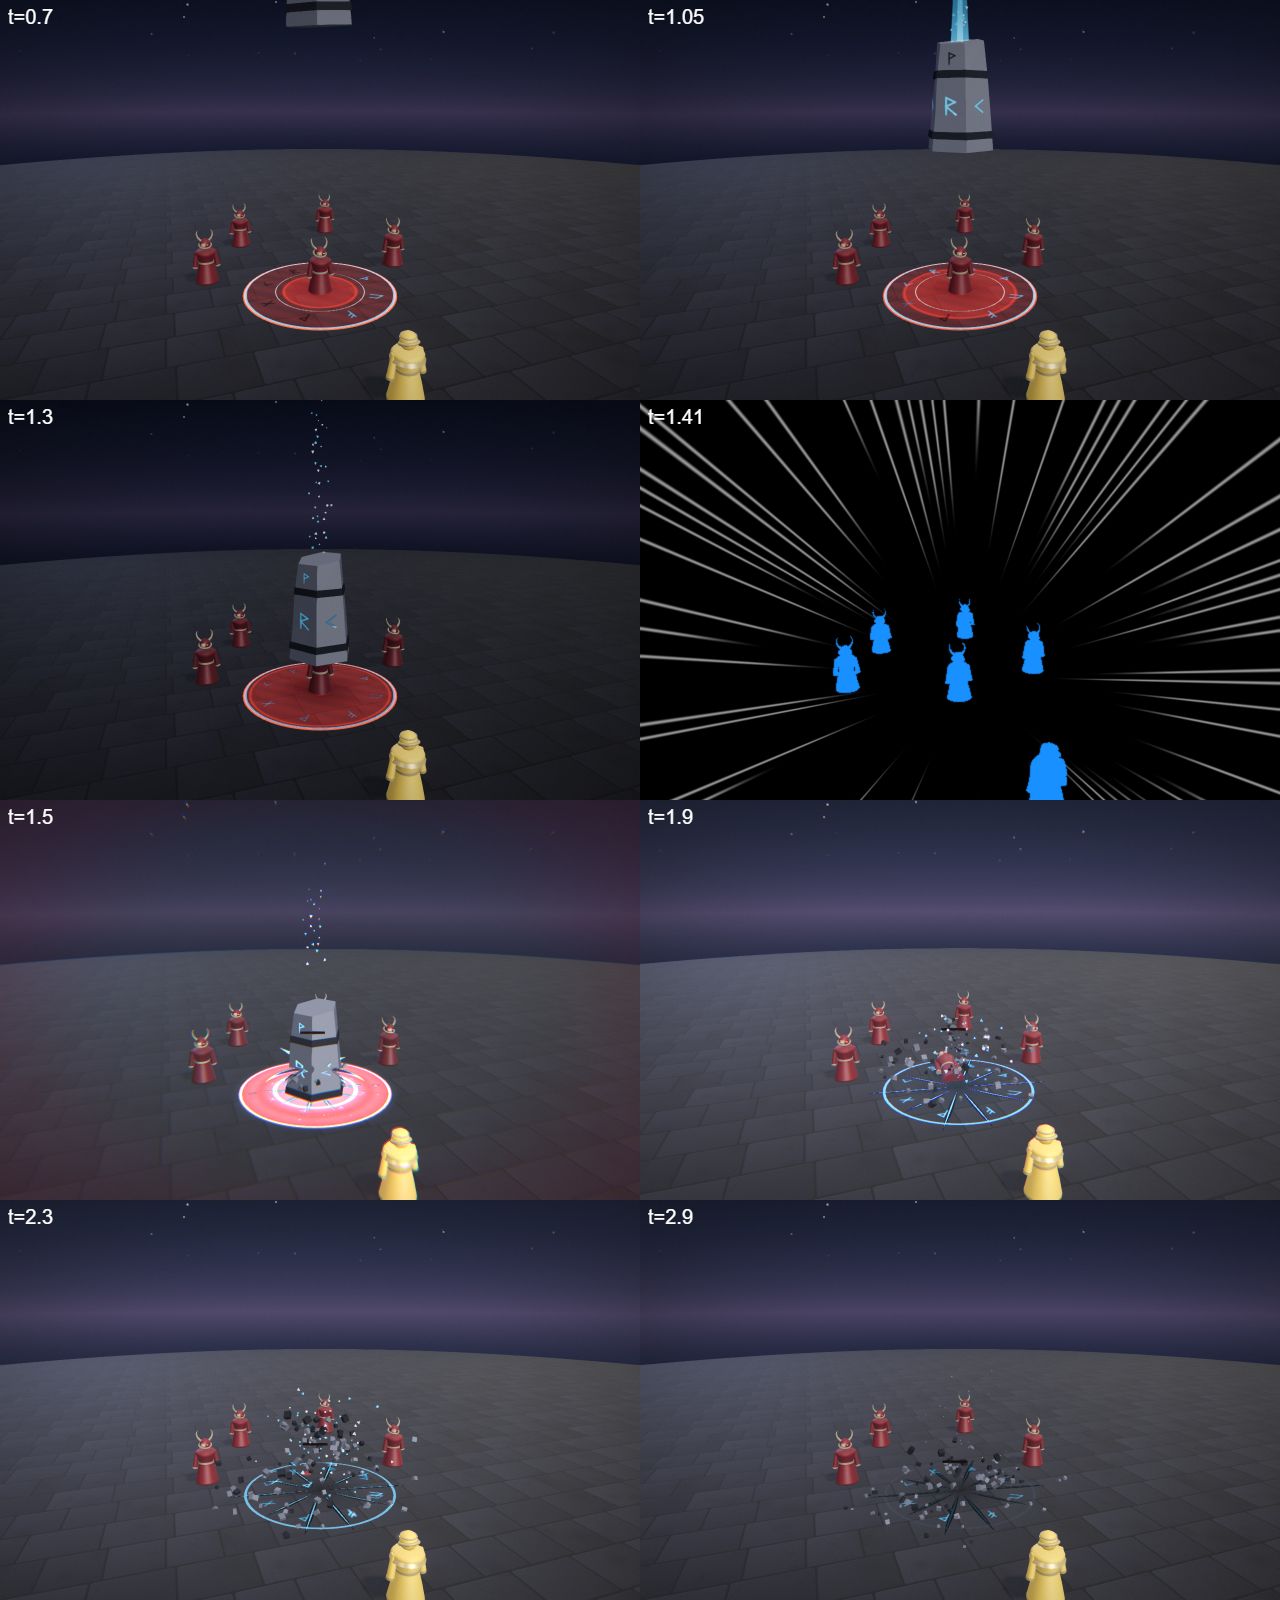 t=0.7
t=1.05
ᚹ
ᚱ ᚲ
t=1.3
ᚹ
ᚱ ᚲ
t=1.41
t=1.5
ᚹ
t=1.9
t=2.3
t=2.9